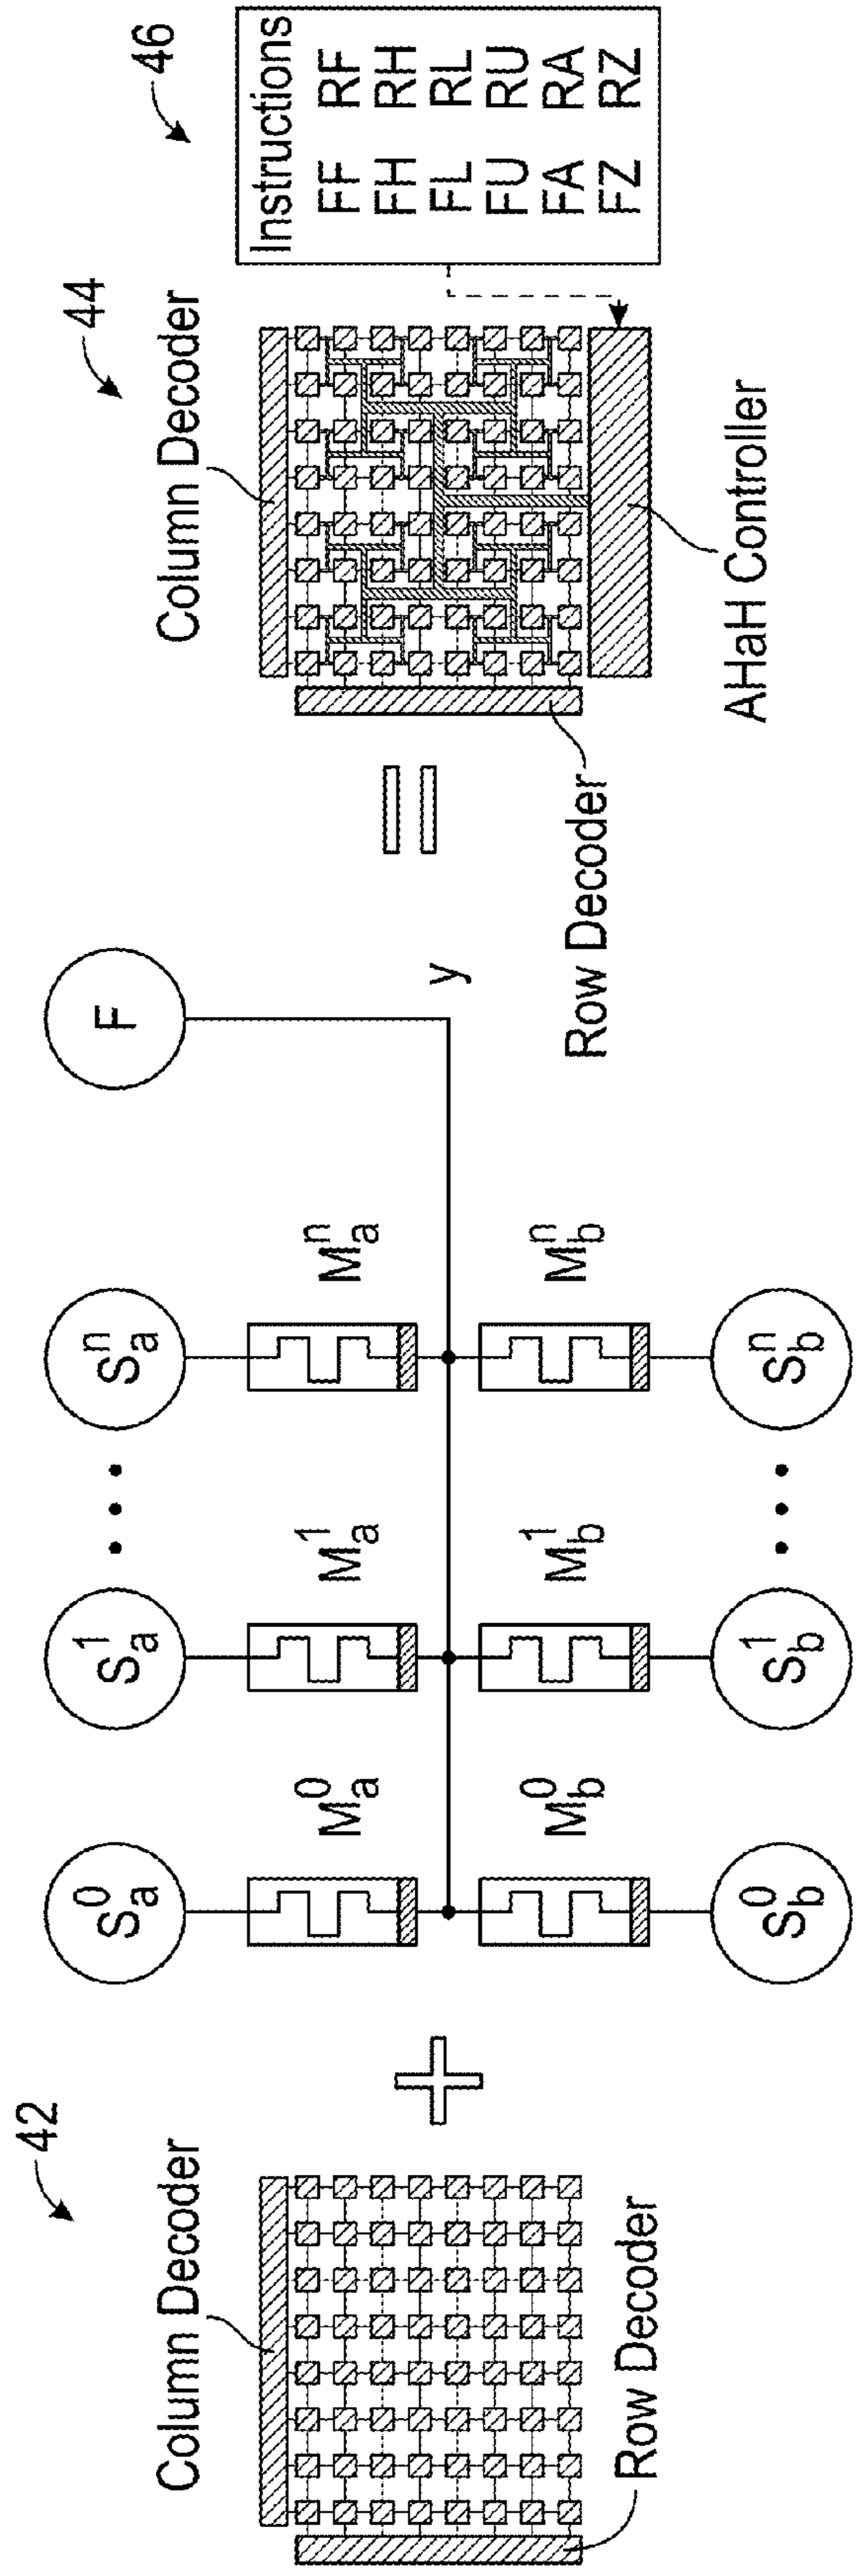 42
Column Decoder
Row Decoder
+
S_a^0
S_a^1
• • •
S_a^n
F
M_a^0
M_a^1
M_a^n
y
M_b^0
M_b^1
M_b^n
S_b^0
S_b^1
• • •
S_b^n
=
44
Column Decoder
Row Decoder
AHaH Controller
46
Instructions
FF RF
FH RH
FL RL
FU RU
FA RA
FZ RZ